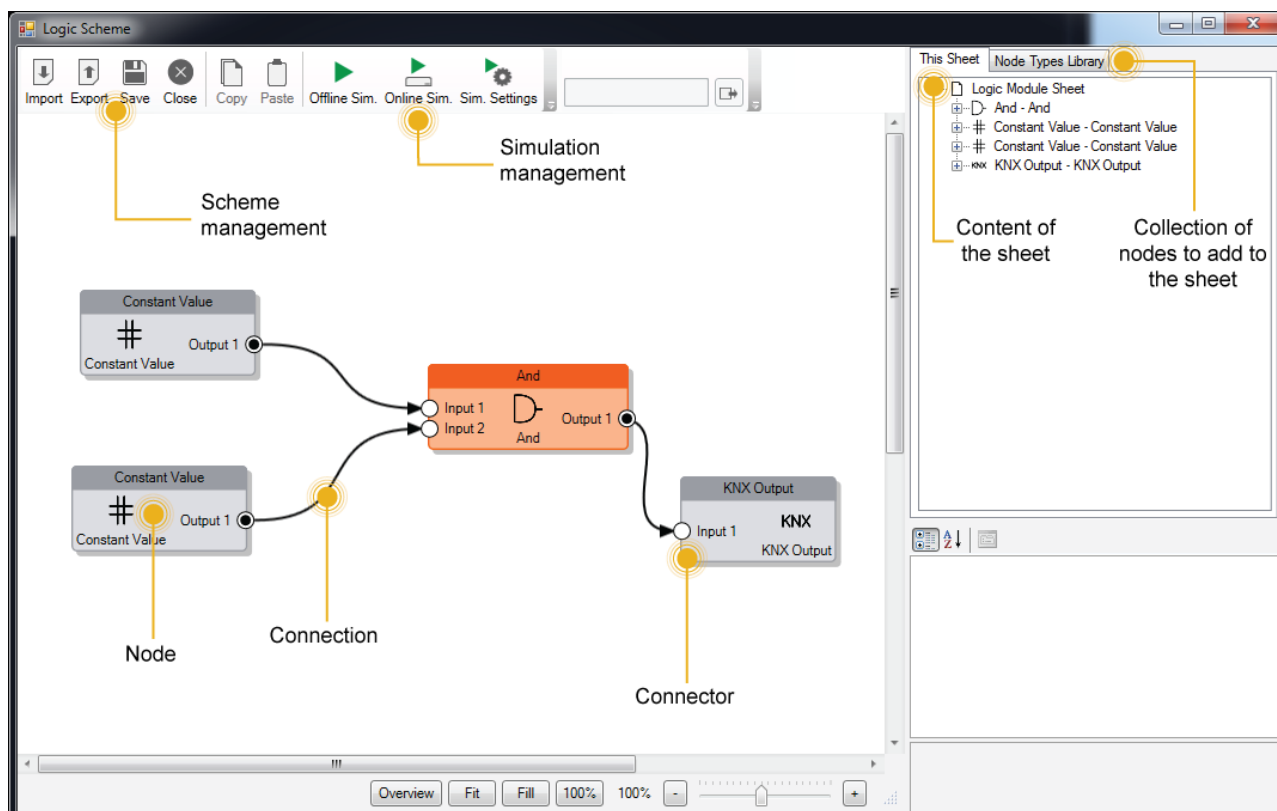 Logic Scheme
Import Export Save Close Copy Paste Offline Sim. Online Sim. Sim. Settings
This Sheet Node Types Library
Logic Module Sheet
And - And
Constant Value - Constant Value
Constant Value - Constant Value
KNX KNX Output - KNX Output
Simulation
management
Scheme
management
Content of
the sheet
Collection of
nodes to add to
the sheet
Constant Value
Output 1
Constant Value
And
Input 1
Input 2
Output 1
And
Constant Value
Output 1
Constant Value
KNX Output
Input 1
KNX
KNX Output
Node
Connection
Connector
A
Z
Overview Fit Fill 100% 100% - +